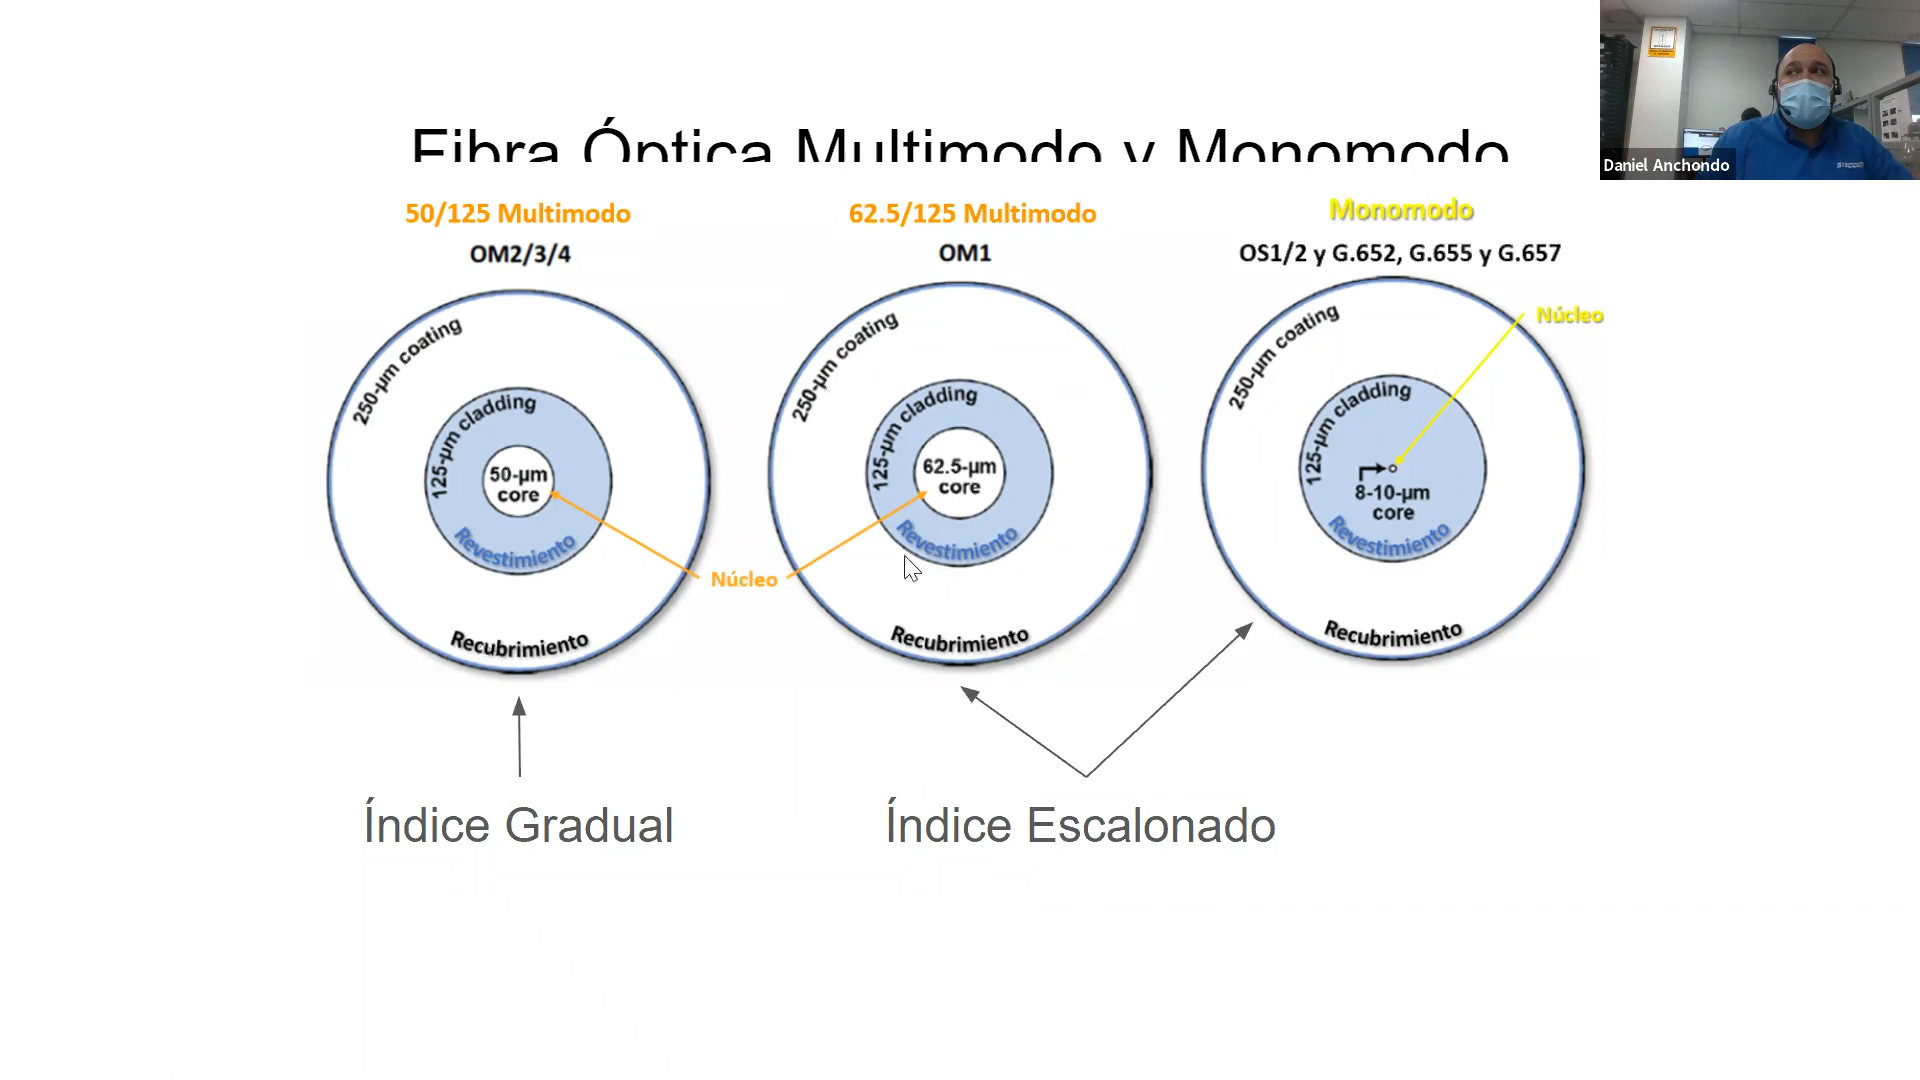 Fibra Óptica Multimodo y Monomodo
Daniel Anchondo
50/125 Multimodo
OM2/3/4
250-µm coating
125-µm cladding
50-µm
core
Revestimiento
Recubrimiento
Núcleo
62.5/125 Multimodo
OM1
250-µm coating
125-µm cladding
62.5-µm
core
Revestimiento
Recubrimiento
Monomodo
OS1/2 y G.652, G.655 y G.657
Núcleo
250-µm coating
125-µm cladding
8-10-µm
core
Revestimiento
Recubrimiento
Índice Gradual
Índice Escalonado